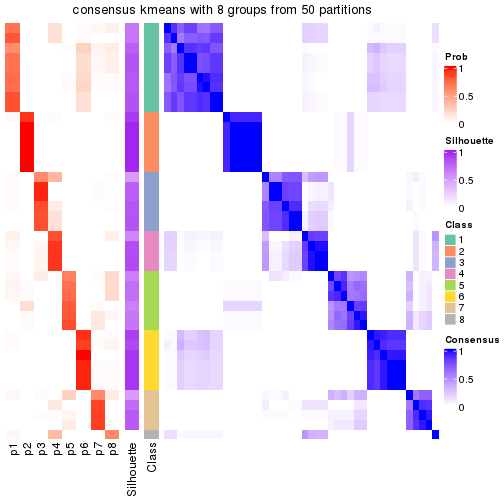 consensus kmeans with 8 groups from 50 partitions
Prob
1
0.5
0
Silhouette
1
0.5
0
Class
1
2
3
4
5
6
7
8
Consensus
1
0.5
0
p1
p2
p3
p4
p5
p6
p7
p8
Silhouette
Class